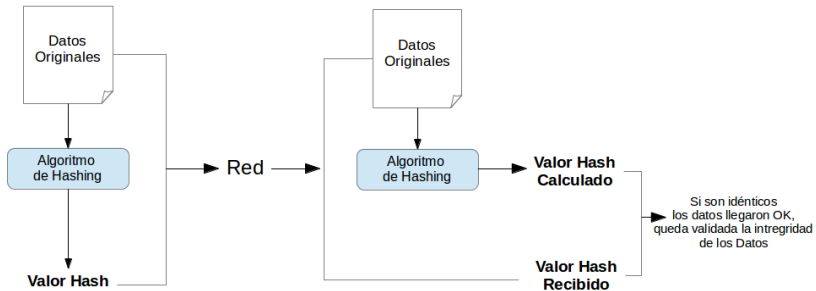 Datos
Originales
Algoritmo
de Hashing
Valor Hash
Red
Datos
Originales
Algoritmo
de Hashing
Valor Hash
Calculado
Valor Hash
Recibido
Si son idénticos
los datos llegaron OK,
queda validada la intregridad
de los Datos